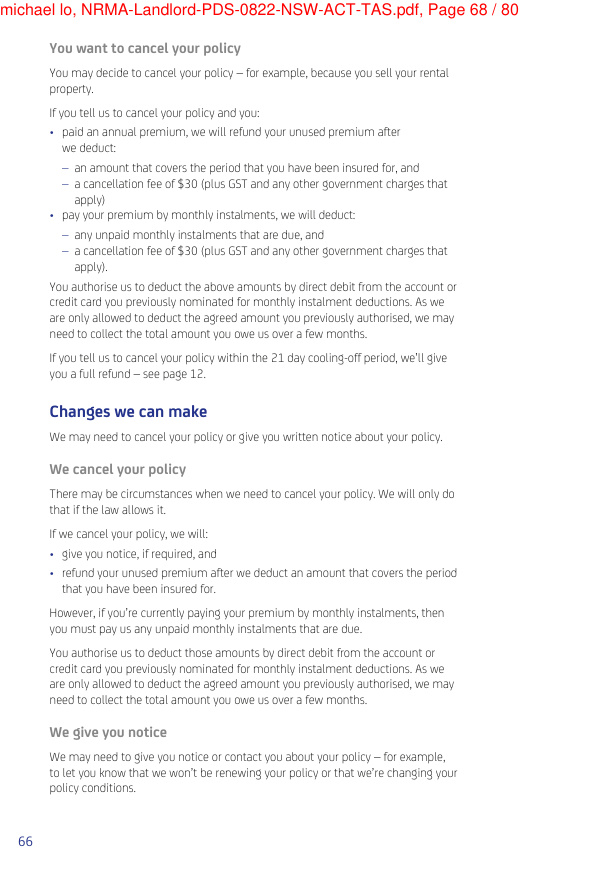 michael lo, NRMA-Landlord-PDS-0822-NSW-ACT-TAS.pdf, Page 68 / 80
You want to cancel your policy
You may decide to cancel your policy – for example, because you sell your rental
property.
If you tell us to cancel your policy and you:
• paid an annual premium, we will refund your unused premium after
we deduct:
– an amount that covers the period that you have been insured for, and
– a cancellation fee of $30 (plus GST and any other government charges that
apply)
• pay your premium by monthly instalments, we will deduct:
– any unpaid monthly instalments that are due, and
– a cancellation fee of $30 (plus GST and any other government charges that
apply).
You authorise us to deduct the above amounts by direct debit from the account or
credit card you previously nominated for monthly instalment deductions. As we
are only allowed to deduct the agreed amount you previously authorised, we may
need to collect the total amount you owe us over a few months.
If you tell us to cancel your policy within the 21 day cooling-off period, we'll give
you a full refund – see page 12.
Changes we can make
We may need to cancel your policy or give you written notice about your policy.
We cancel your policy
There may be circumstances when we need to cancel your policy. We will only do
that if the law allows it.
If we cancel your policy, we will:
• give you notice, if required, and
• refund your unused premium after we deduct an amount that covers the period
that you have been insured for.
However, if you're currently paying your premium by monthly instalments, then
you must pay us any unpaid monthly instalments that are due.
You authorise us to deduct those amounts by direct debit from the account or
credit card you previously nominated for monthly instalment deductions. As we
are only allowed to deduct the agreed amount you previously authorised, we may
need to collect the total amount you owe us over a few months.
We give you notice
We may need to give you notice or contact you about your policy – for example,
to let you know that we won't be renewing your policy or that we're changing your
policy conditions.
66